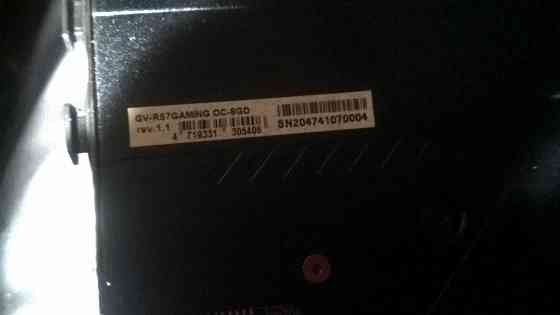 GV-R57GAMING OC-8GD
rev.1.1
4 719331 305406
SN204741070004